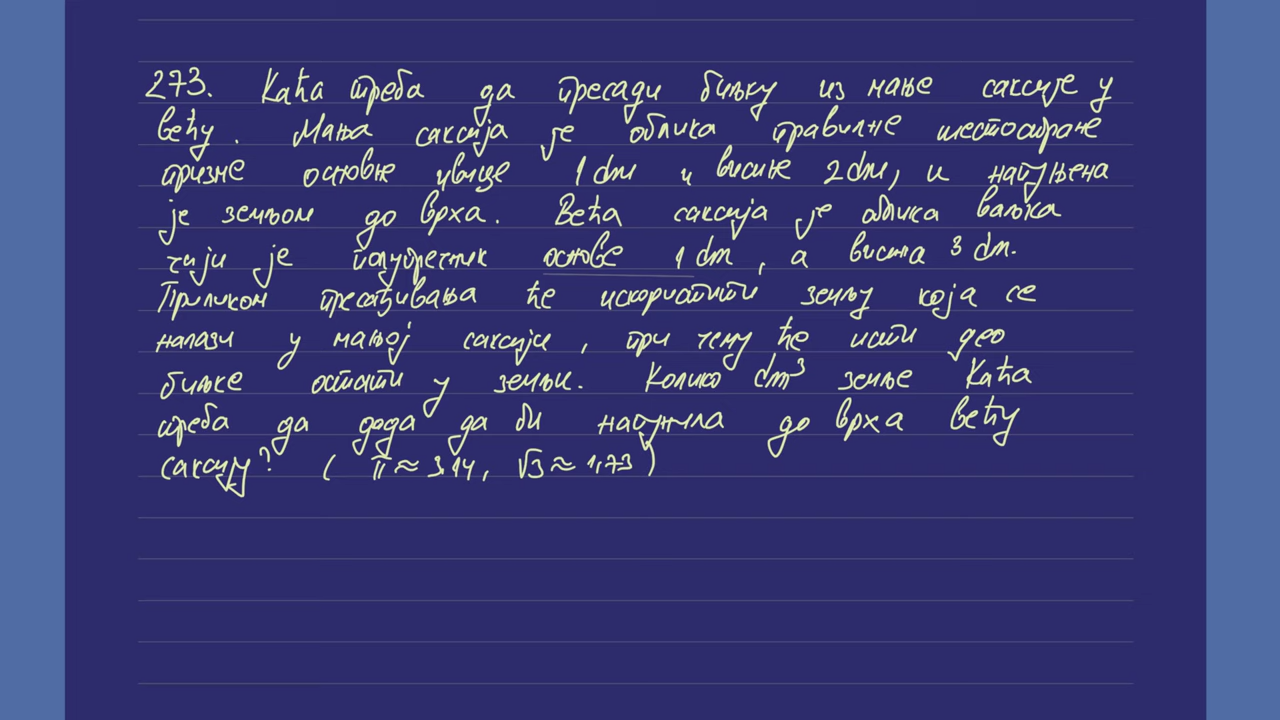 273. Каћа треба да пресади биљку из мање саксије у
већу. Мања саксија је облика правилне шестостране
призме основне ивице 1 dm и висине 2 dm, и напуњена
је земљом до врха. Већа саксија је облика ваљка
чији је полупречник основе 1 dm, а висина 3 dm.
Приликом пресађивања ће искористити земљу која се
налази у мањој саксији, при чему ће исти део
биљке остати у земљи. Колико dm³ земље Каћа
треба да дода да би напунила до врха већу
саксију? ( π ≈ 3,14, √3 ≈ 1,73 )